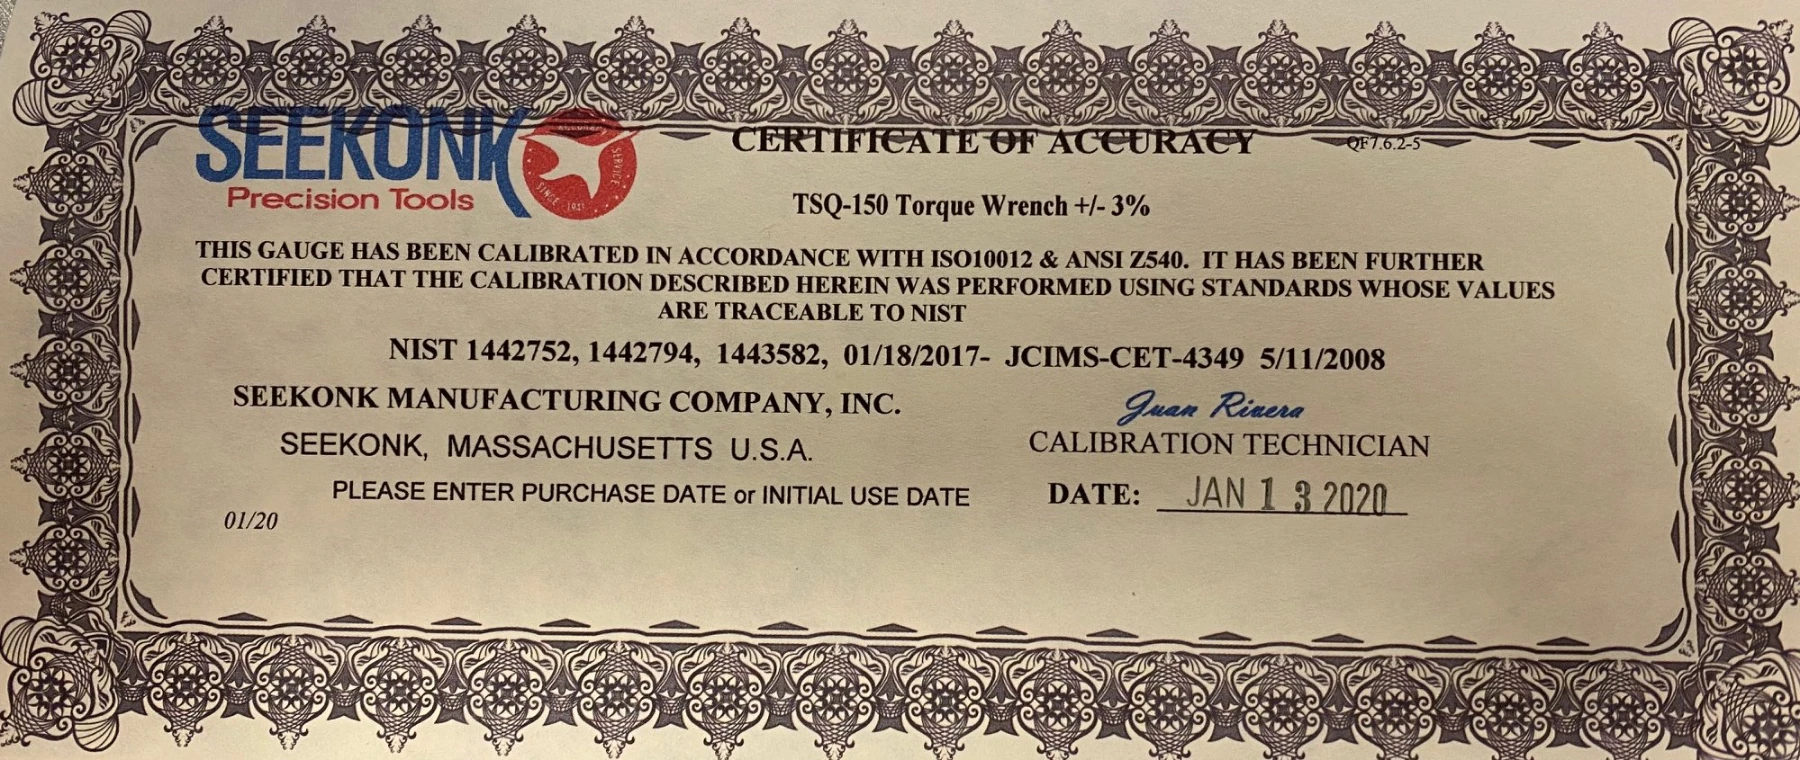 SEEKONK
Precision Tools
SERVICE
SINCE 1931
CERTIFICATE OF ACCURACY
QF7.6.2-5
TSQ-150 Torque Wrench +/- 3%
THIS GAUGE HAS BEEN CALIBRATED IN ACCORDANCE WITH ISO10012 & ANSI Z540. IT HAS BEEN FURTHER
CERTIFIED THAT THE CALIBRATION DESCRIBED HEREIN WAS PERFORMED USING STANDARDS WHOSE VALUES
ARE TRACEABLE TO NIST
NIST 1442752, 1442794, 1443582, 01/18/2017- JCIMS-CET-4349 5/11/2008
SEEKONK MANUFACTURING COMPANY, INC.
Juan Rivera
SEEKONK, MASSACHUSETTS U.S.A.
CALIBRATION TECHNICIAN
PLEASE ENTER PURCHASE DATE or INITIAL USE DATE
DATE: JAN 13 2020
01/20